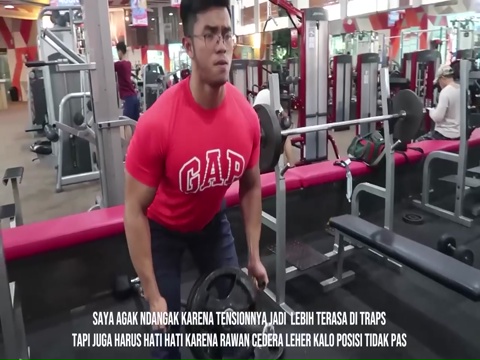 GAP
SAYA AGAK NDANGAK KARENA TENSIONNYA JADI LEBIH TERASA DI TRAPS
TAPI JUGA HARUS HATI HATI KARENA RAWAN CEDERA LEHER KALO POSISI TIDAK PAS